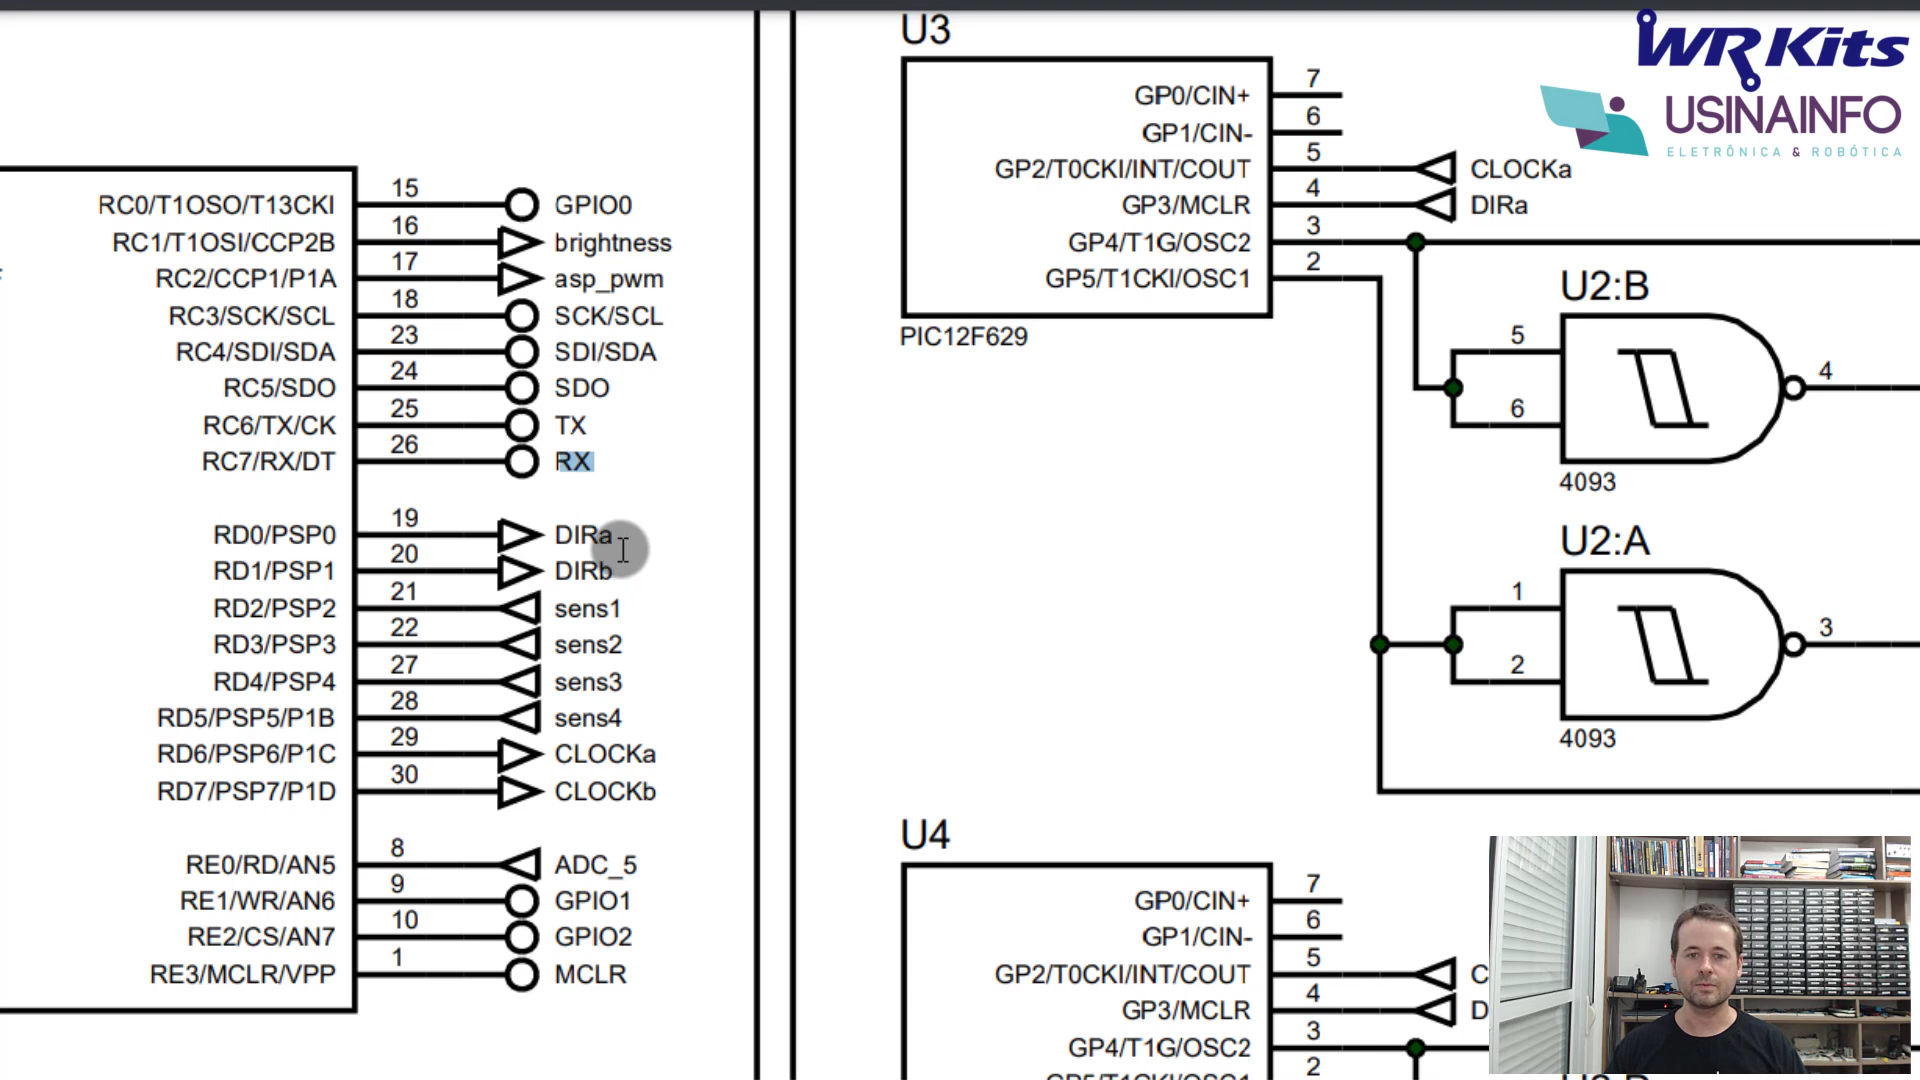 RC0/T1OSO/T13CKI 15 GPIO0
RC1/T1OSI/CCP2B 16 brightness
RC2/CCP1/P1A 17 asp_pwm
RC3/SCK/SCL 18 SCK/SCL
RC4/SDI/SDA 23 SDI/SDA
RC5/SDO 24 SDO
RC6/TX/CK 25 TX
RC7/RX/DT 26 RX
RD0/PSP0 19 DIRa
RD1/PSP1 20 DIRb
RD2/PSP2 21 sens1
RD3/PSP3 22 sens2
RD4/PSP4 27 sens3
RD5/PSP5/P1B 28 sens4
RD6/PSP6/P1C 29 CLOCKa
RD7/PSP7/P1D 30 CLOCKb
RE0/RD/AN5 8 ADC_5
RE1/WR/AN6 9 GPIO1
RE2/CS/AN7 10 GPIO2
RE3/MCLR/VPP 1 MCLR
U3
GP0/CIN+ 7
GP1/CIN- 6
GP2/T0CKI/INT/COUT 5 CLOCKa
GP3/MCLR 4 DIRa
GP4/T1G/OSC2 3
GP5/T1CKI/OSC1 2
PIC12F629
U2:B
5
6
4
4093
U2:A
1
2
3
4093
U4
GP0/CIN+ 7
GP1/CIN- 6
GP2/T0CKI/INT/COUT 5 C
GP3/MCLR 4 D
GP4/T1G/OSC2 3
GP5/T1CKI/OSC1 2
WR Kits
USINAINFO
ELETRÔNICA & ROBÓTICA